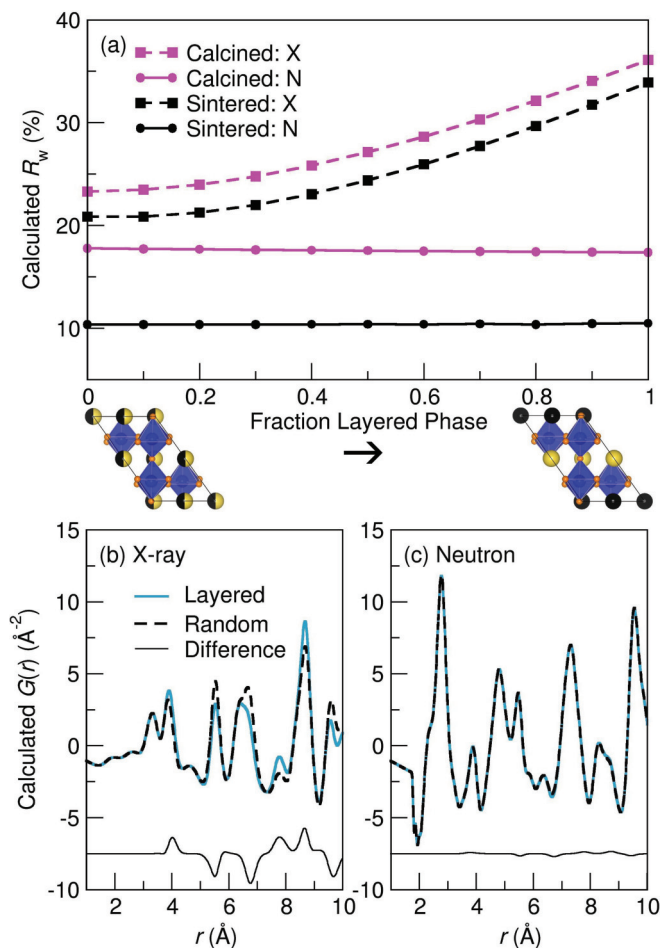 40
(a)
Calcined: X
Calcined: N
Sintered: X
Sintered: N
30
20
10
Calculated Rw (%)
0 0.2 0.4 0.6 0.8 1
Fraction Layered Phase
→
15
10
5
0
-5
-10
Calculated G(r) (Å-2)
(b) X-ray
Layered
Random
Difference
2 4 6 8 10
r (Å)
(c) Neutron
15
10
5
0
-5
-10
2 4 6 8 10
r (Å)